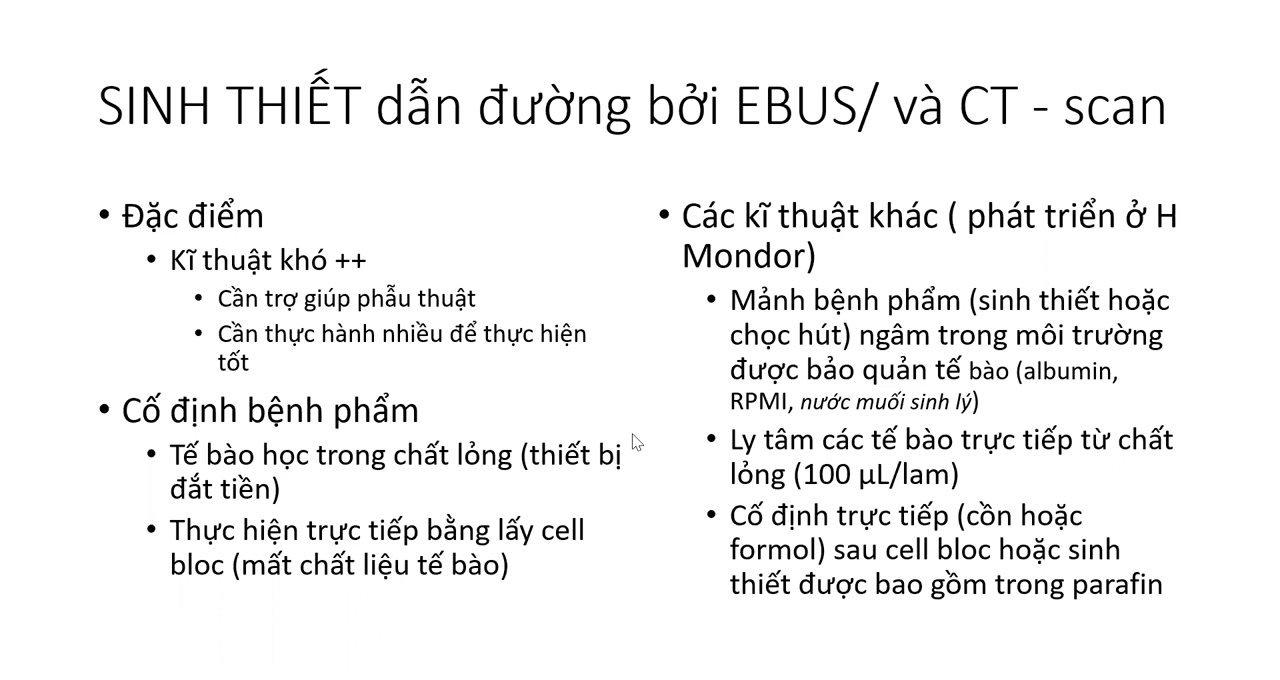 SINH THIẾT dẫn đường bởi EBUS/ và CT - scan
• Đặc điểm
• Kĩ thuật khó ++
• Cần trợ giúp phẫu thuật
• Cần thực hành nhiều để thực hiện
tốt
• Cố định bệnh phẩm
• Tế bào học trong chất lỏng (thiết bị
đắt tiền)
• Thực hiện trực tiếp bằng lấy cell
bloc (mất chất liệu tế bào)
• Các kĩ thuật khác ( phát triển ở H
Mondor)
• Mảnh bệnh phẩm (sinh thiết hoặc
chọc hút) ngâm trong môi trường
được bảo quản tế bào (albumin,
RPMI, nước muối sinh lý)
• Ly tâm các tế bào trực tiếp từ chất
lỏng (100 µL/lam)
• Cố định trực tiếp (cồn hoặc
formol) sau cell bloc hoặc sinh
thiết được bao gồm trong parafin